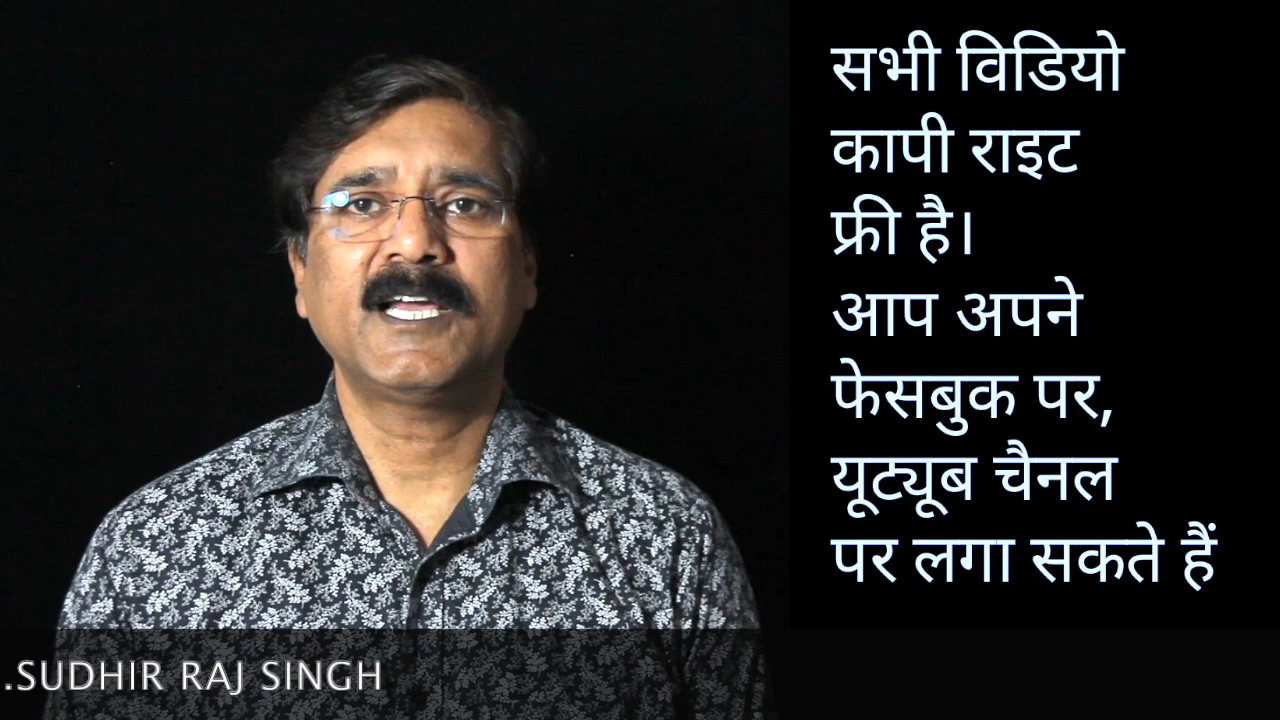 सभी विडियो
कापी राइट
फ्री है।
आप अपने
फेसबुक पर,
यूट्यूब चैनल
पर लगा सकते हैं
.SUDHIR RAJ SINGH